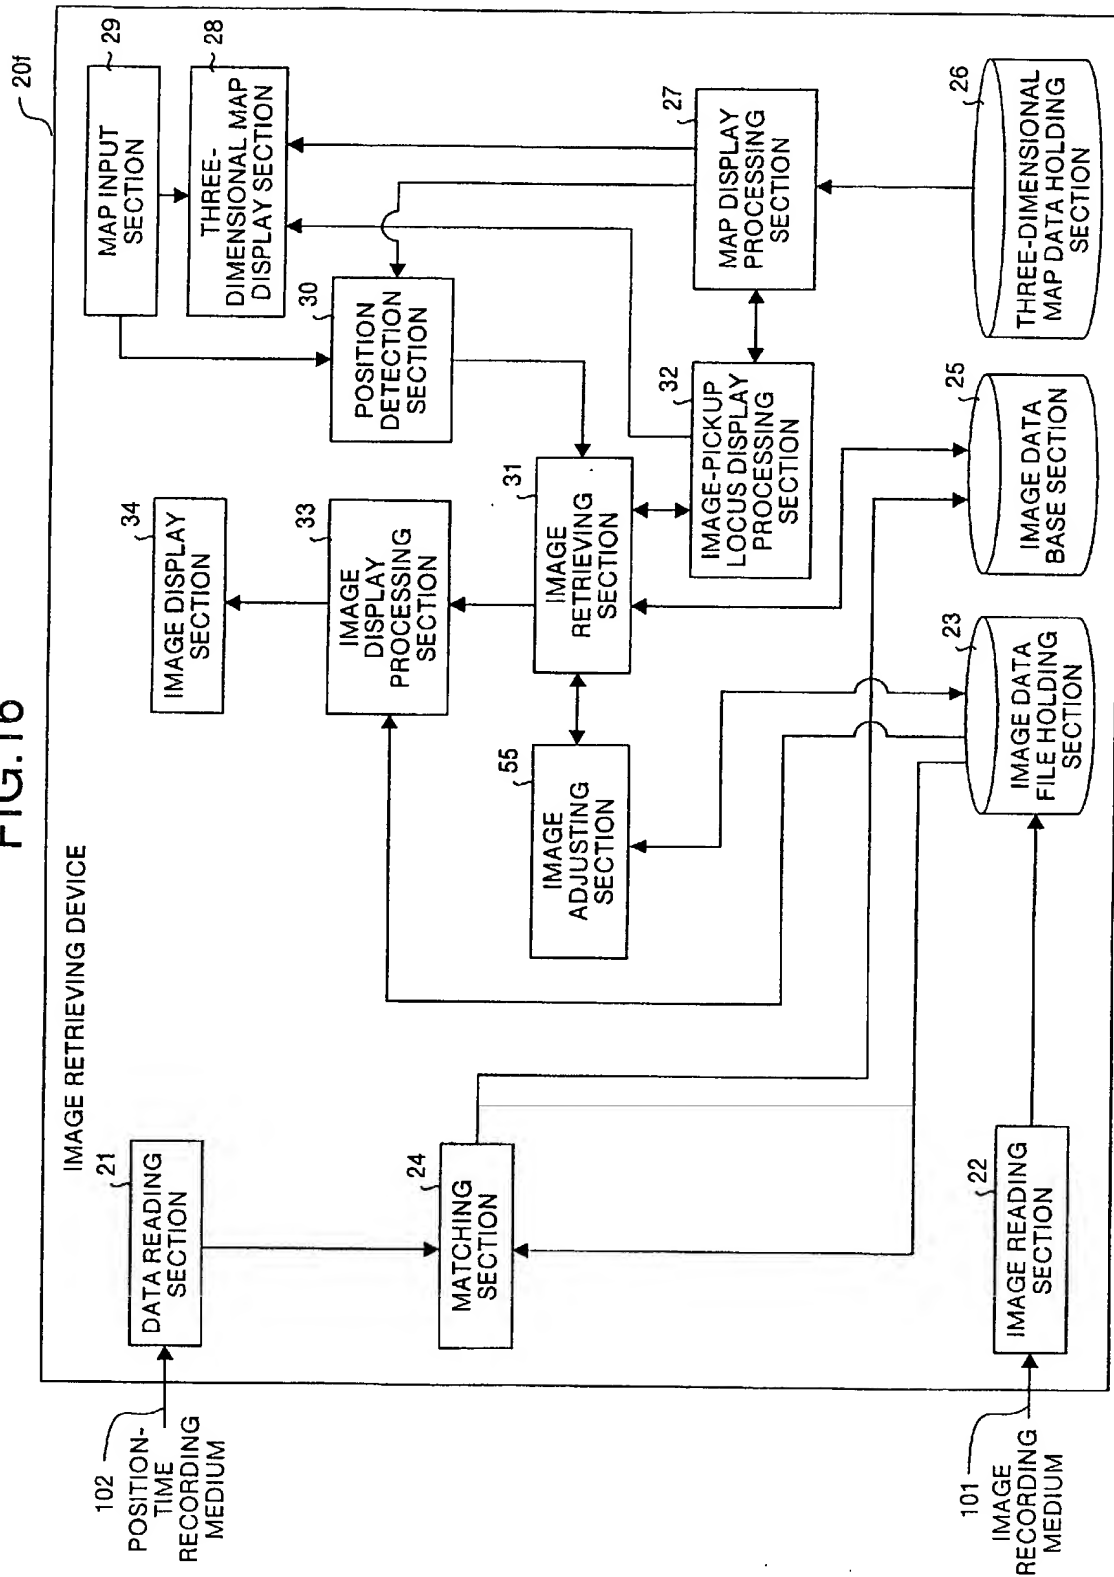 FIG.16
20f
IMAGE RETRIEVING DEVICE
102
POSITION-
TIME
RECORDING
MEDIUM
21
DATA READING
SECTION
24
MATCHING
SECTION
101
IMAGE
RECORDING
MEDIUM
22
IMAGE READING
SECTION
34
IMAGE DISPLAY
SECTION
33
IMAGE
DISPLAY
PROCESSING
SECTION
55
IMAGE
ADJUSTING
SECTION
31
IMAGE
RETRIEVING
SECTION
23
IMAGE DATA
FILE HOLDING
SECTION
29
MAP INPUT
SECTION
28
THREE-
DIMENSIONAL MAP
DISPLAY SECTION
30
POSITION
DETECTION
SECTION
32
IMAGE-PICKUP
LOCUS DISPLAY
PROCESSING
SECTION
27
MAP DISPLAY
PROCESSING
SECTION
25
IMAGE DATA
BASE SECTION
26
THREE-DIMENSIONAL
MAP DATA HOLDING
SECTION